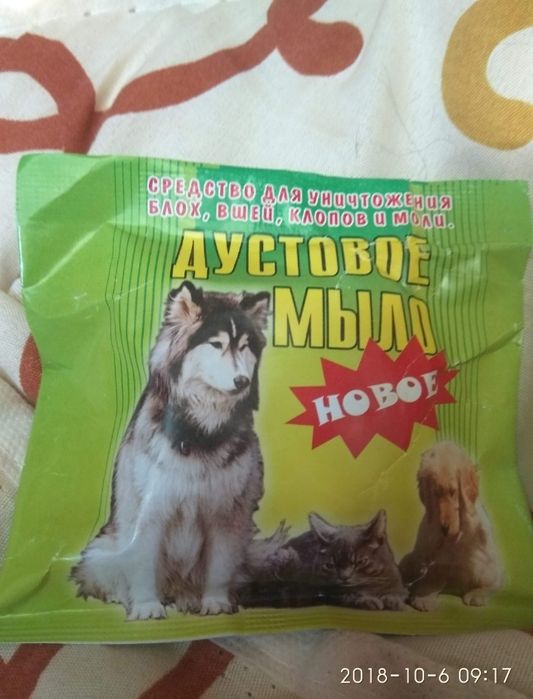 СРЕДСТВО ДЛЯ УНИЧТОЖЕНИЯ
БЛОХ, ВШЕЙ, КЛОПОВ И МОЛИ.
ДУСТОВОЕ
МЫЛО
НОВОЕ
2018-10-6 09:17